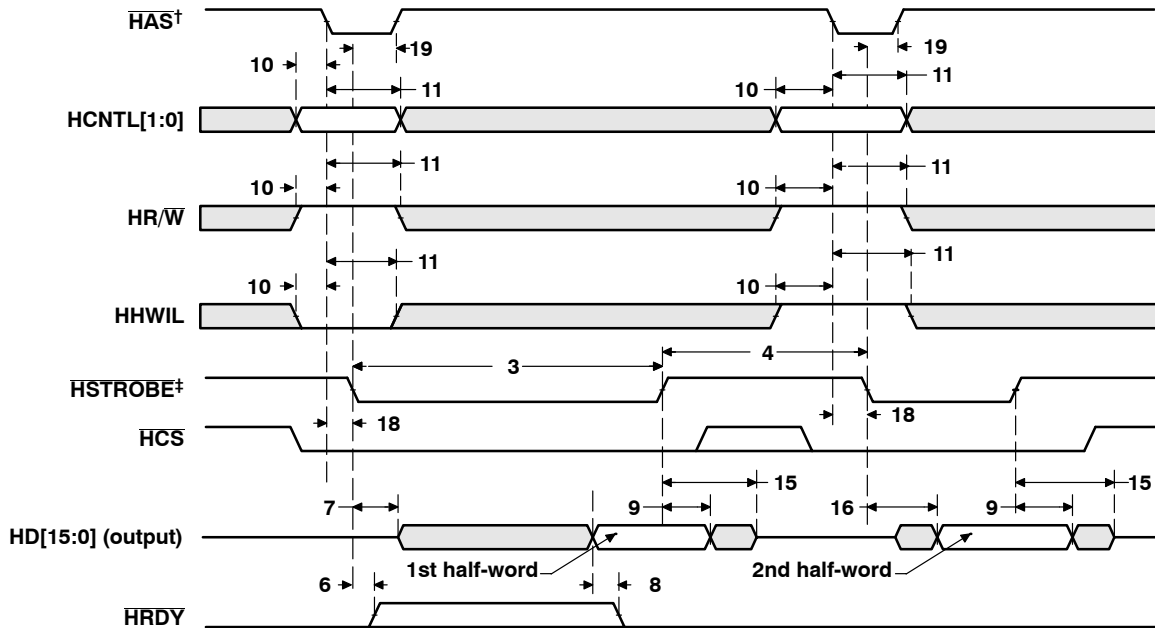 HAS†
19
19
10
11
10
11
HCNTL[1:0]
11
11
10
10
HR/W
11
11
10
10
HHWIL
3
4
HSTROBE‡
18
18
HCS
15
15
7
9
16
9
HD[15:0] (output)
1st half-word
2nd half-word
6
8
HRDY